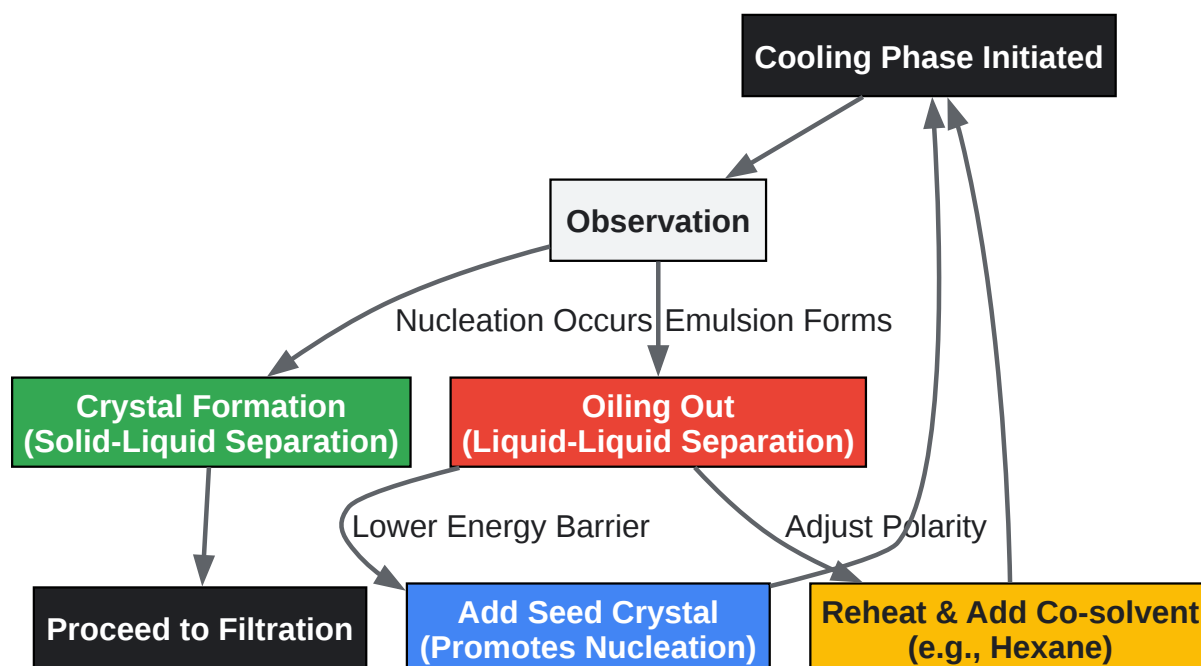 Cooling Phase Initiated
Observation
Nucleation Occurs
Emulsion Forms
Crystal Formation
(Solid-Liquid Separation)
Oiling Out
(Liquid-Liquid Separation)
Lower Energy Barrier
Adjust Polarity
Proceed to Filtration
Add Seed Crystal
(Promotes Nucleation)
Reheat & Add Co-solvent
(e.g., Hexane)